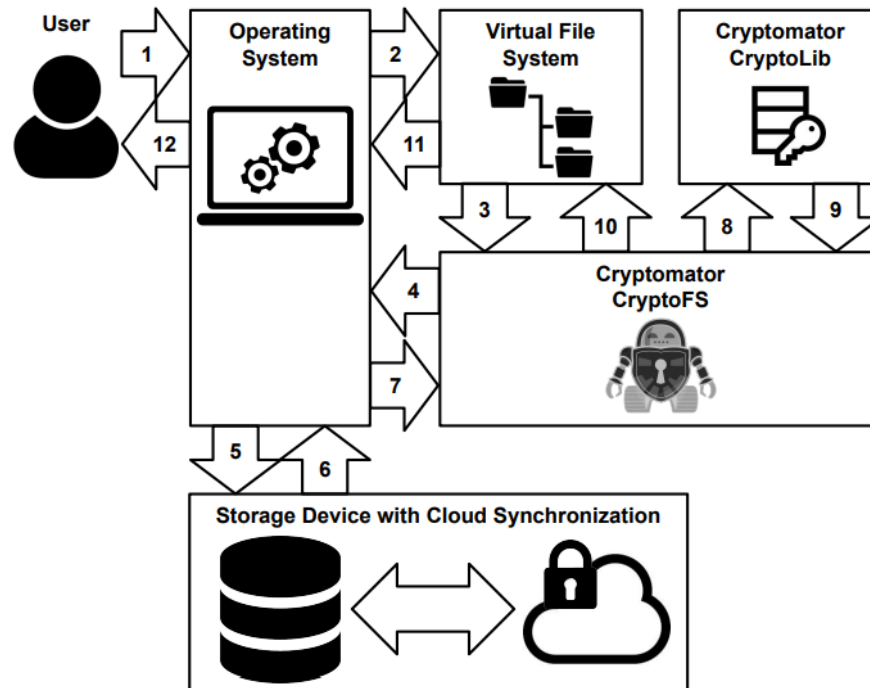 User
Operating
System
Virtual File
System
Cryptomator
CryptoLib
1
2
12
11
3
10
8
9
Cryptomator
CryptoFS
4
7
5
6
Storage Device with Cloud Synchronization